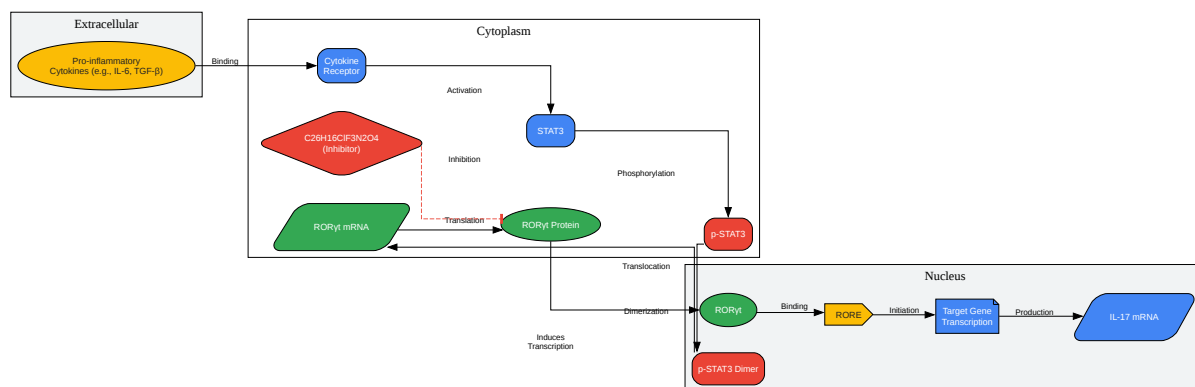 Extracellular
Pro-inflammatory
Cytokines (e.g., IL-6, TGF-β)
Binding
Cytoplasm
Cytokine
Receptor
Activation
STAT3
C26H16ClF3N2O4
(Inhibitor)
Inhibition
Phosphorylation
RORγt mRNA
Translation
RORγt Protein
p-STAT3
Translocation
Nucleus
RORγt
Binding
RORE
Initiation
Target Gene
Transcription
Production
IL-17 mRNA
Dimerization
Induces
Transcription
p-STAT3 Dimer